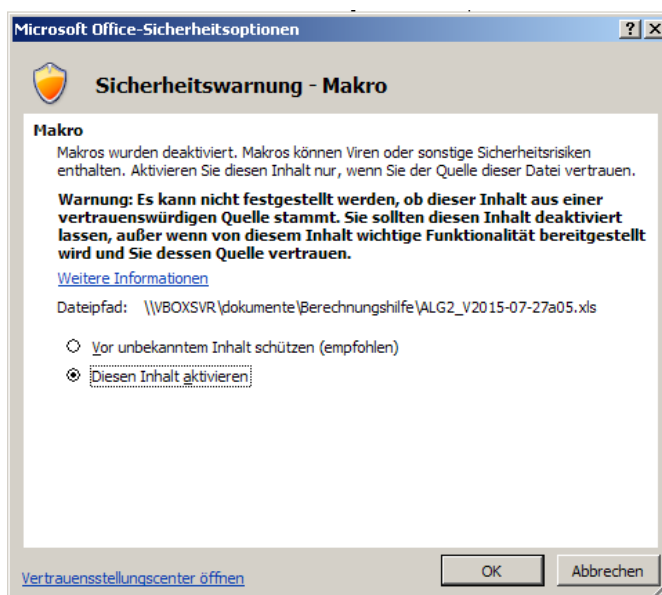 Microsoft Office-Sicherheitsoptionen
Sicherheitswarnung - Makro
Makro
Makros wurden deaktiviert. Makros können Viren oder sonstige Sicherheitsrisiken
enthalten. Aktivieren Sie diesen Inhalt nur, wenn Sie der Quelle dieser Datei vertrauen.
Warnung: Es kann nicht festgestellt werden, ob dieser Inhalt aus einer
vertrauenswürdigen Quelle stammt. Sie sollten diesen Inhalt deaktiviert
lassen, außer wenn von diesem Inhalt wichtige Funktionalität bereitgestellt
wird und Sie dessen Quelle vertrauen.
Weitere Informationen
Dateipfad: \\VBOXSVR\dokumente\Berechnungshilfe\ALG2_V2015-07-27a05.xls
Vor unbekanntem Inhalt schützen (empfohlen)
Diesen Inhalt aktivieren
Vertrauensstellungscenter öffnen
OK
Abbrechen